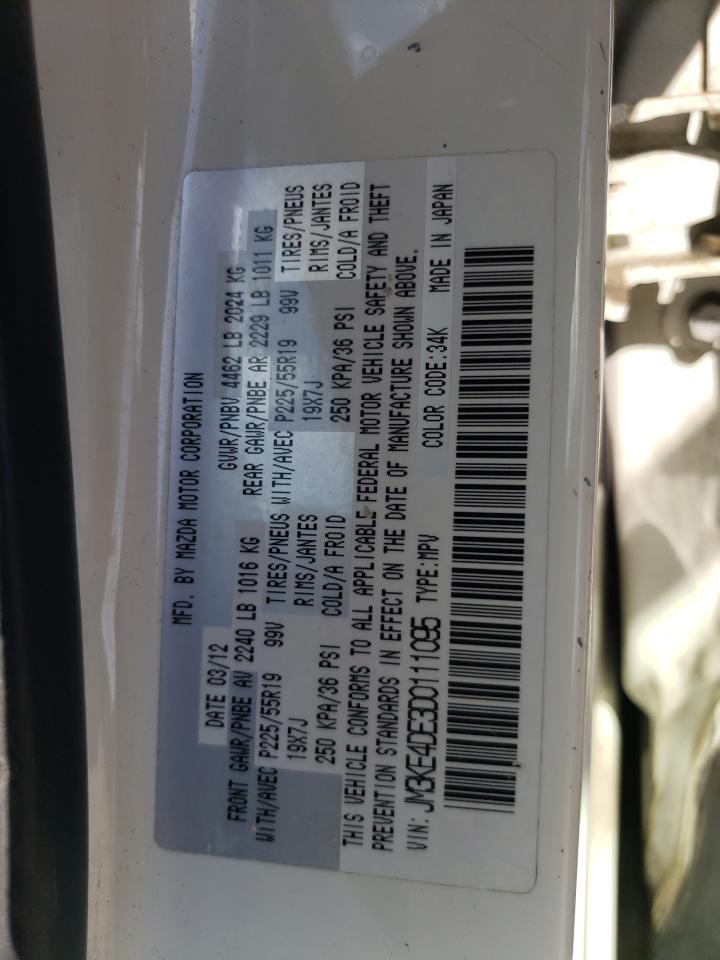 MFD. BY MAZDA MOTOR CORPORATION
DATE 03/12 GVWR/PNBV 4462 LB 2024 KG
FRONT GAWR/PNBE AV 2240 LB 1016 KG REAR GAWR/PNBE AR 2229 LB 1011 KG
WITH/AVEC P225/55R19 99V TIRES/PNEUS WITH/AVEC P225/55R19 99V TIRES/PNEUS
19X7J RIMS/JANTES 19X7J RIMS/JANTES
250 KPA/36 PSI COLD/A FROID 250 KPA/36 PSI COLD/A FROID
THIS VEHICLE CONFORMS TO ALL APPLICABLE FEDERAL MOTOR VEHICLE SAFETY AND THEFT
PREVENTION STANDARDS IN EFFECT ON THE DATE OF MANUFACTURE SHOWN ABOVE.
VIN: JM3KE4DE3D0111095 TYPE:MPV COLOR CODE:34K MADE IN JAPAN